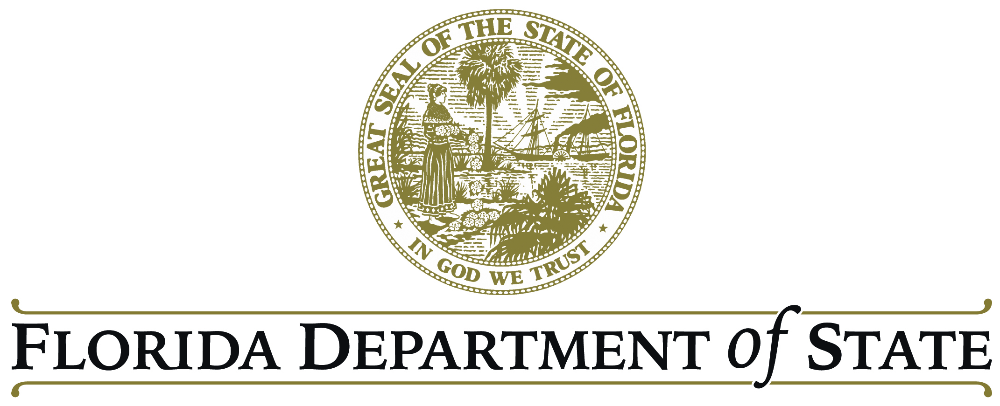 GREAT SEAL OF THE STATE OF FLORIDA
IN GOD WE TRUST
FLORIDA DEPARTMENT of STATE